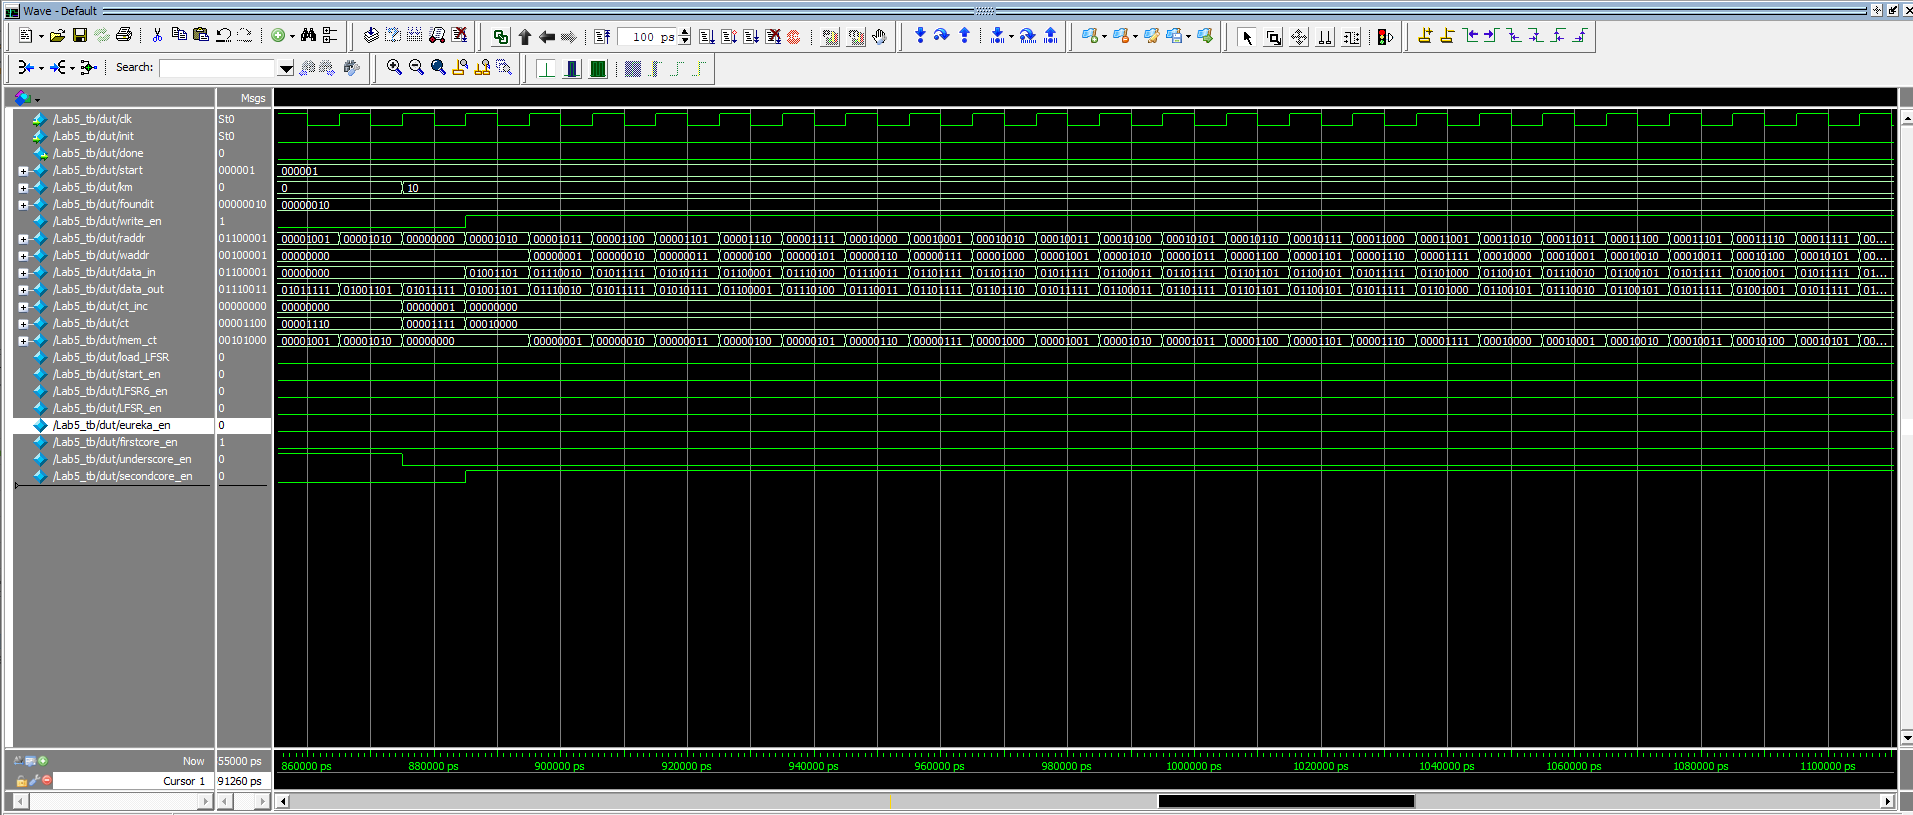 Wave - Default
100 ps
Search:
Msgs
/Lab5_tb/dut/clk St0
/Lab5_tb/dut/init St0
/Lab5_tb/dut/done 0
/Lab5_tb/dut/start 000001 000001
/Lab5_tb/dut/km 0 0 10
/Lab5_tb/dut/foundit 00000010 00000010
/Lab5_tb/dut/write_en 1
/Lab5_tb/dut/raddr 01100001 00001001 00001010 00000000 00001010 00001011 00001100 00001101 00001110 00001111 00010000 00010001 00010010 00010011 00010100 00010101 00010110 00010111 00011000 00011001 00011010 00011011 00011100 00011101 00011110 00011111 00...
/Lab5_tb/dut/waddr 00100001 00000000 00000001 00000010 00000011 00000100 00000101 00000110 00000111 00001000 00001001 00001010 00001011 00001100 00001101 00001110 00001111 00010000 00010001 00010010 00010011 00010100 00010101 00...
/Lab5_tb/dut/data_in 01100001 00000000 01001101 01110010 01011111 01010111 01100001 01110100 01110011 01101111 01101110 01011111 01100011 01101111 01101101 01100101 01011111 01101000 01100101 01110010 01100101 01011111 01001001 01011111 01...
/Lab5_tb/dut/data_out 01110011 01011111 01001101 01011111 01001101 01110010 01011111 01010111 01100001 01110100 01110011 01101111 01101110 01011111 01100011 01101111 01101101 01100101 01011111 01101000 01100101 01110010 01100101 01011111 01001001 01011111 01...
/Lab5_tb/dut/ct_inc 00000000 00000000 00000001 00000000
/Lab5_tb/dut/ct 00001100 00001110 00001111 00010000
/Lab5_tb/dut/mem_ct 00101000 00001001 00001010 00000000 00000001 00000010 00000011 00000100 00000101 00000110 00000111 00001000 00001001 00001010 00001011 00001100 00001101 00001110 00001111 00010000 00010001 00010010 00010011 00010100 00010101 00...
/Lab5_tb/dut/load_LFSR 0
/Lab5_tb/dut/start_en 0
/Lab5_tb/dut/LFSR6_en 0
/Lab5_tb/dut/LFSR_en 0
/Lab5_tb/dut/eureka_en 0
/Lab5_tb/dut/firstcore_en 1
/Lab5_tb/dut/underscore_en 0
/Lab5_tb/dut/secondcore_en 0
Now 55000 ps 860000 ps 880000 ps 900000 ps 920000 ps 940000 ps 960000 ps 980000 ps 1000000 ps 1020000 ps 1040000 ps 1060000 ps 1080000 ps 1100000 ps
Cursor 1 91260 ps